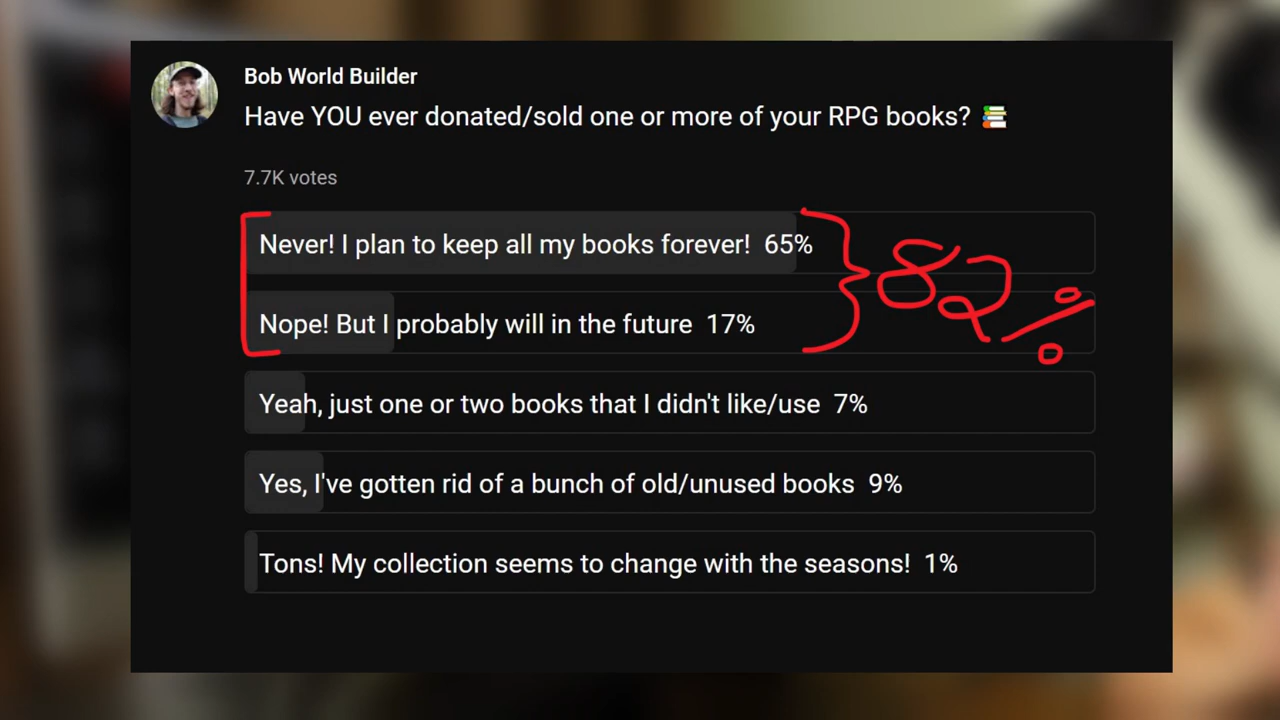 Bob World Builder
Have YOU ever donated/sold one or more of your RPG books? 📚
7.7K votes
Never! I plan to keep all my books forever! 65%
Nope! But I probably will in the future 17%
82%
Yeah, just one or two books that I didn't like/use 7%
Yes, I've gotten rid of a bunch of old/unused books 9%
Tons! My collection seems to change with the seasons! 1%